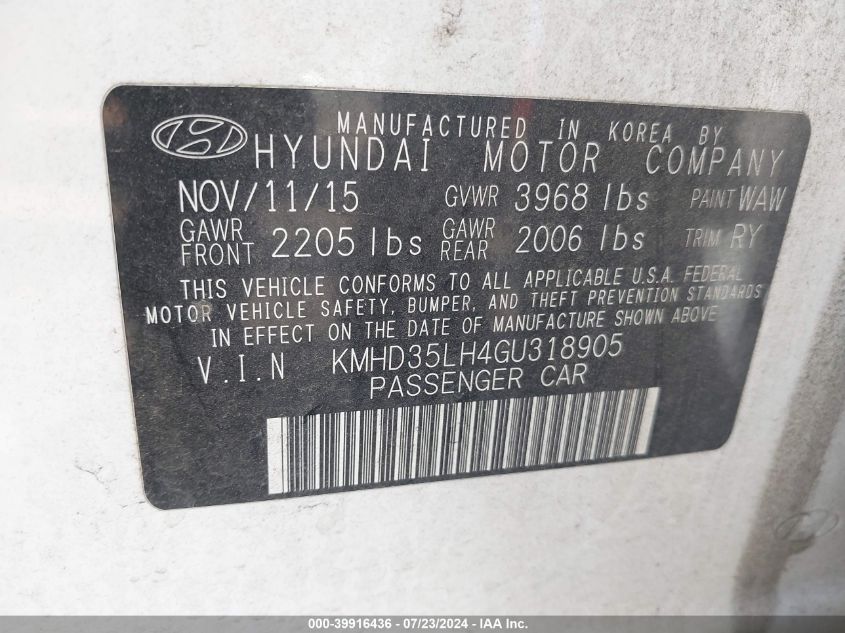 MANUFACTURED IN KOREA BY
HYUNDAI MOTOR COMPANY
NOV/11/15 GVWR 3968 lbs PAINT WAW
GAWR FRONT 2205 lbs GAWR REAR 2006 lbs TRIM RY
THIS VEHICLE CONFORMS TO ALL APPLICABLE U.S.A. FEDERAL
MOTOR VEHICLE SAFETY, BUMPER, AND THEFT PREVENTION STANDARDS
IN EFFECT ON THE DATE OF MANUFACTURE SHOWN ABOVE
V.I.N KMHD35LH4GU318905
PASSENGER CAR
000-39916436 - 07/23/2024 - IAA Inc.